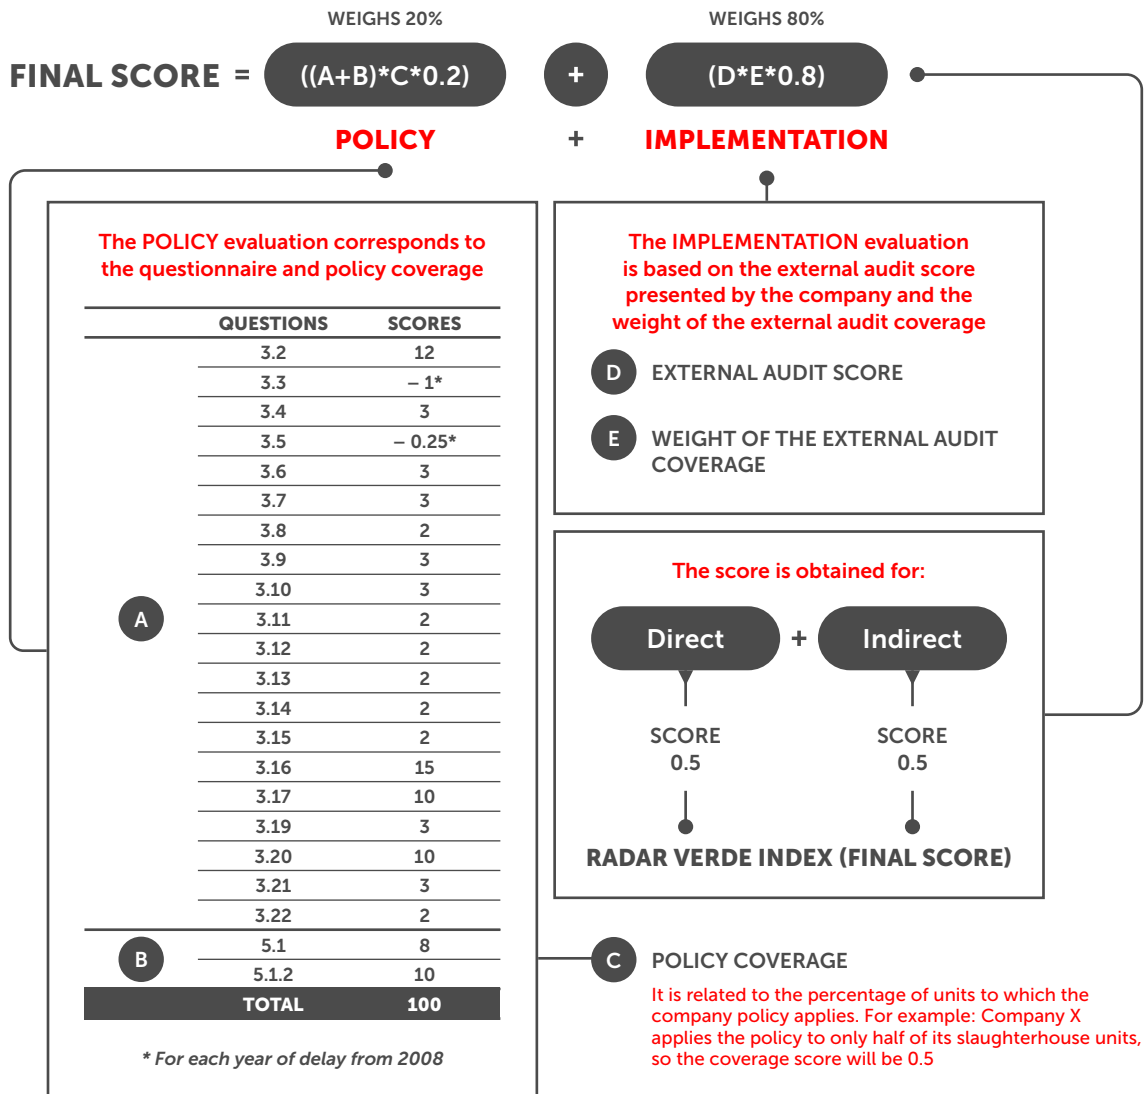 WEIGHS 20%
WEIGHS 80%
FINAL SCORE = ((A+B)*C*0.2) + (D*E*0.8)
POLICY + IMPLEMENTATION
The POLICY evaluation corresponds to
the questionnaire and policy coverage
QUESTIONS SCORES
A
3.2 12
3.3 – 1*
3.4 3
3.5 – 0.25*
3.6 3
3.7 3
3.8 2
3.9 3
3.10 3
3.11 2
3.12 2
3.13 2
3.14 2
3.15 2
3.16 15
3.17 10
3.19 3
3.20 10
3.21 3
3.22 2
B
5.1 8
5.1.2 10
TOTAL 100
* For each year of delay from 2008
The IMPLEMENTATION evaluation
is based on the external audit score
presented by the company and the
weight of the external audit coverage
D EXTERNAL AUDIT SCORE
E WEIGHT OF THE EXTERNAL AUDIT
COVERAGE
The score is obtained for:
Direct + Indirect
SCORE SCORE
0.5 0.5
RADAR VERDE INDEX (FINAL SCORE)
C POLICY COVERAGE
It is related to the percentage of units to which the
company policy applies. For example: Company X
applies the policy to only half of its slaughterhouse units,
so the coverage score will be 0.5